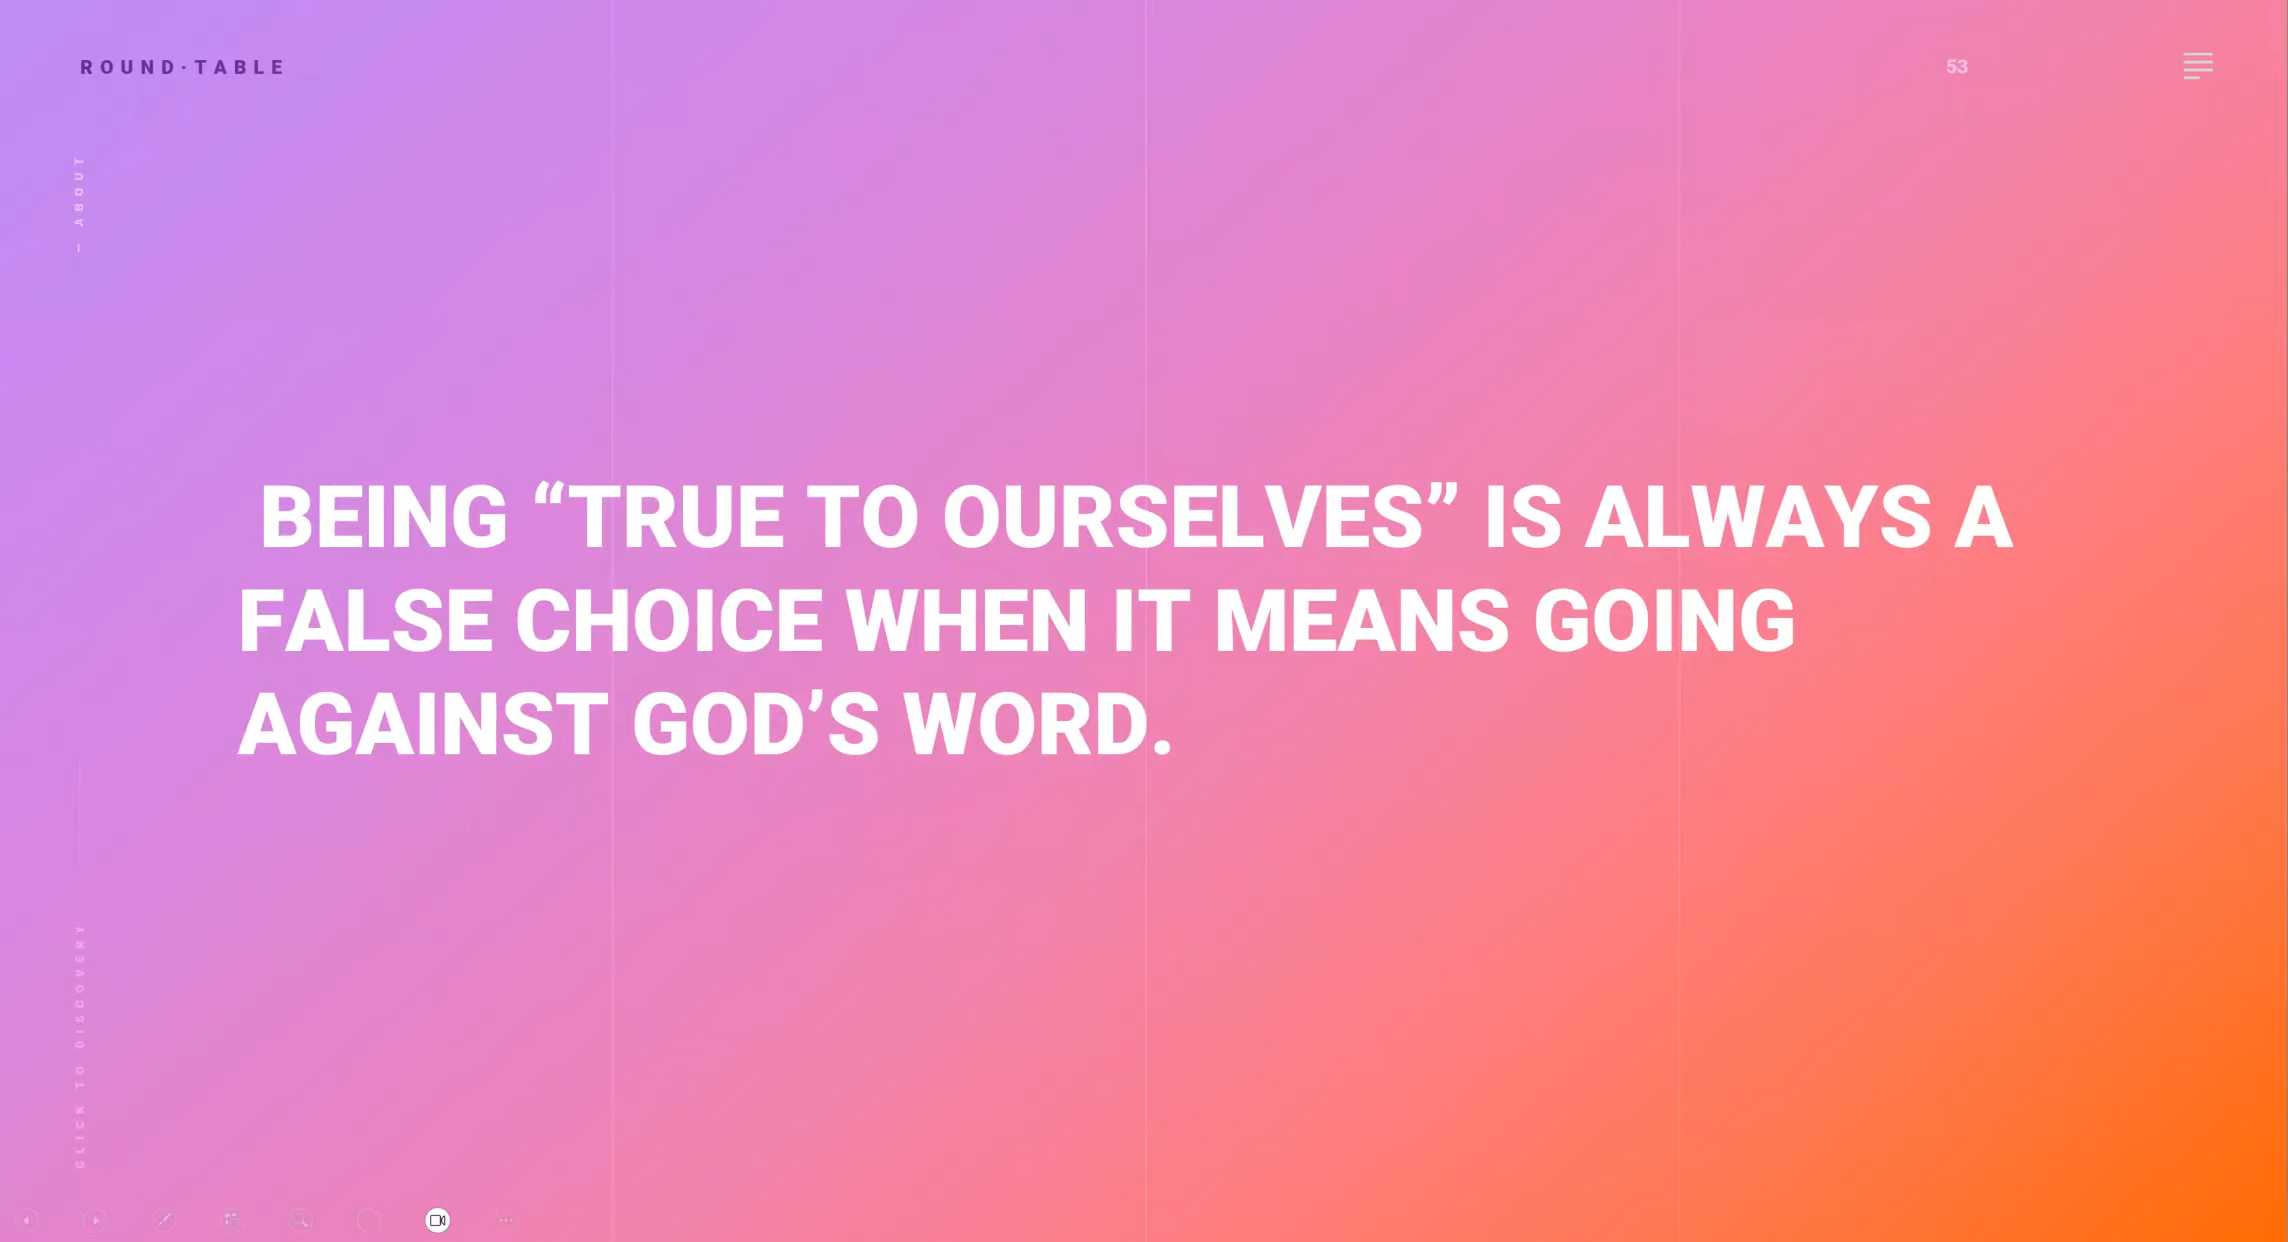 ROUND·TABLE
53
— ABOUT
BEING “TRUE TO OURSELVES” IS ALWAYS A
FALSE CHOICE WHEN IT MEANS GOING
AGAINST GOD’S WORD.
CLICK TO DISCOVERY